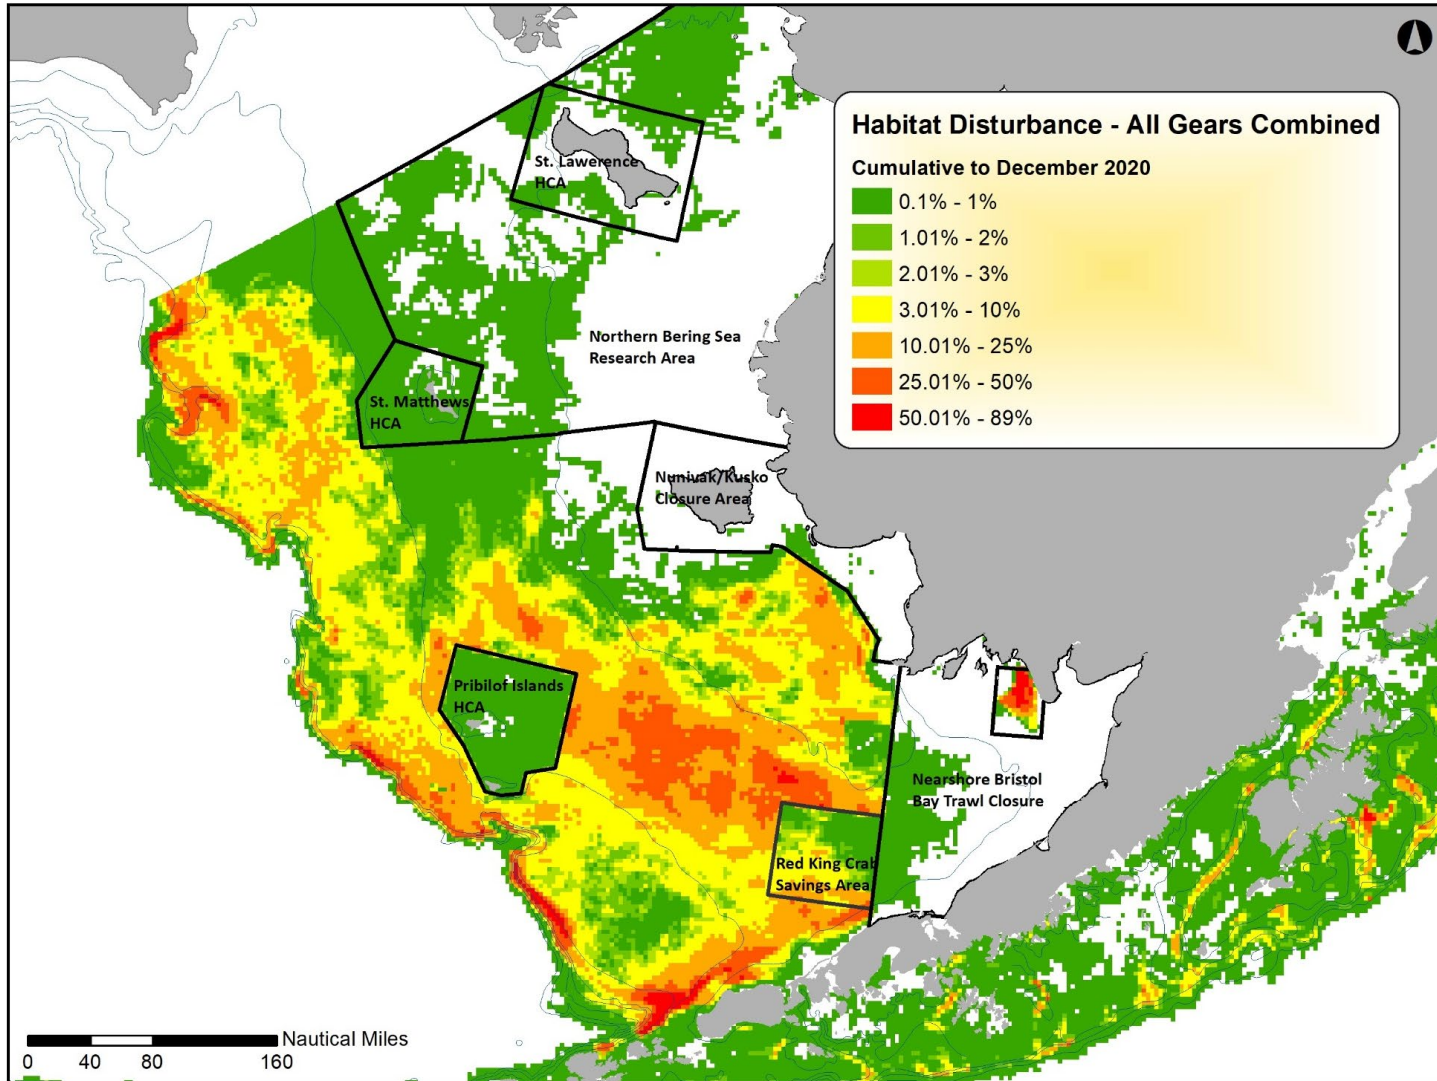 Habitat Disturbance - All Gears Combined
Cumulative to December 2020
0.1% - 1%
1.01% - 2%
2.01% - 3%
3.01% - 10%
10.01% - 25%
25.01% - 50%
50.01% - 89%
St. Lawerence
HCA
Northern Bering Sea
Research Area
St. Matthews
HCA
Nunivak/Kusko
Closure Area
Pribilof Islands
HCA
Nearshore Bristol
Bay Trawl Closure
Red King Crab
Savings Area
Nautical Miles
0 40 80 160